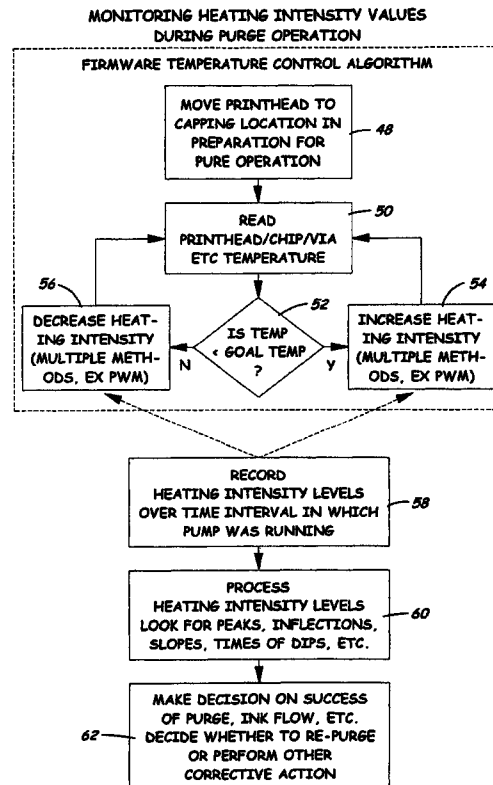 MONITORING HEATING INTENSITY VALUES
DURING PURGE OPERATION
FIRMWARE TEMPERATURE CONTROL ALGORITHM
MOVE PRINTHEAD TO
CAPPING LOCATION IN
PREPARATION FOR
PURE OPERATION
48
50
READ
PRINTHEAD/CHIP/VIA
ETC TEMPERATURE
56
DECREASE HEAT-
ING INTENSITY
(MULTIPLE METH-
ODS, EX PWM)
52
IS TEMP
< GOAL TEMP
?
N
Y
54
INCREASE HEAT-
ING INTENSITY
(MULTIPLE METH-
ODS, EX PWM)
RECORD
HEATING INTENSITY LEVELS
OVER TIME INTERVAL IN WHICH
PUMP WAS RUNNING
58
PROCESS
HEATING INTENSITY LEVELS
LOOK FOR PEAKS, INFLECTIONS,
SLOPES, TIMES OF DIPS, ETC.
60
MAKE DECISION ON SUCCESS
OF PURGE, INK FLOW, ETC.
DECIDE WHETHER TO RE-PURGE
OR PERFORM OTHER
CORRECTIVE ACTION
62